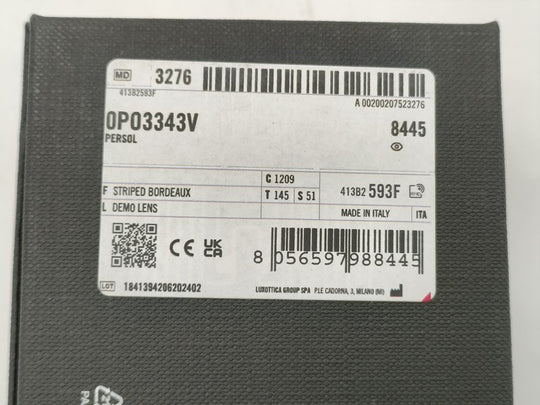 MD 3276
413B2593F
A 00200207523276
0PO3343V 8445
PERSOL
C 1209
F STRIPED BORDEAUX T 145 S 51 413B2 593F
L DEMO LENS MADE IN ITALY ITA
CE UK CA
8 056597 988445
LOT 1841394206202402 LUXOTTICA GROUP SPA P.LE CADORNA, 3, MILANO (MI)
PA